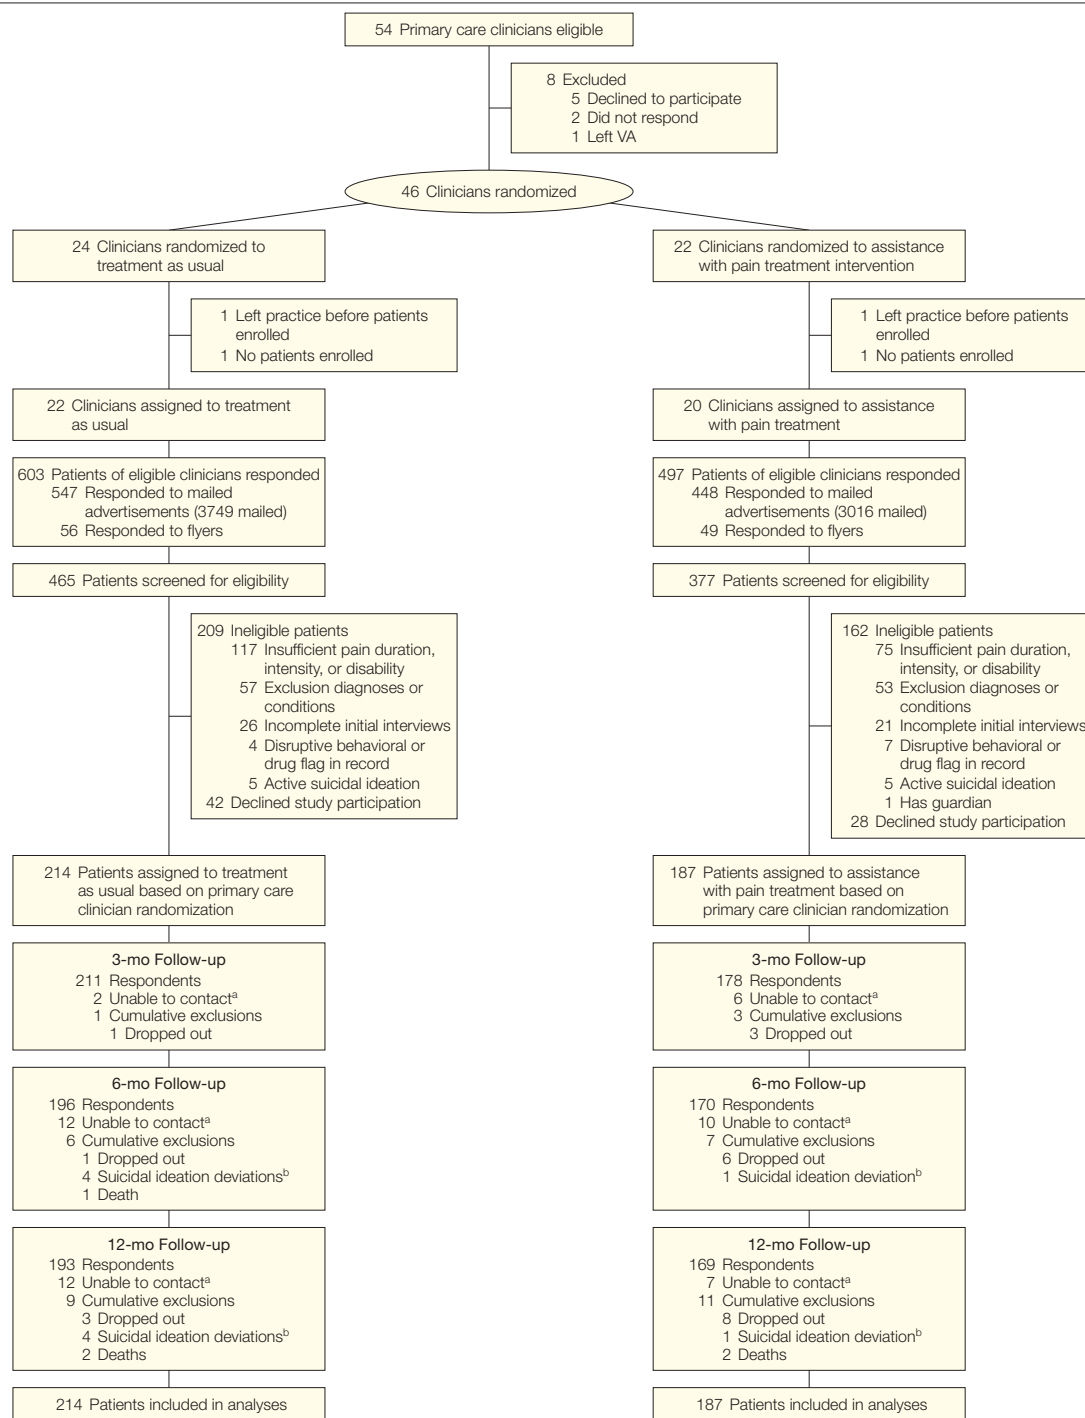 54 Primary care clinicians eligible
8 Excluded
5 Declined to participate
2 Did not respond
1 Left VA
46 Clinicians randomized
24 Clinicians randomized to
treatment as usual
1 Left practice before patients
enrolled
1 No patients enrolled
22 Clinicians assigned to treatment
as usual
603 Patients of eligible clinicians responded
547 Responded to mailed
advertisements (3749 mailed)
56 Responded to flyers
465 Patients screened for eligibility
209 Ineligible patients
117 Insufficient pain duration,
intensity, or disability
57 Exclusion diagnoses or
conditions
26 Incomplete initial interviews
4 Disruptive behavioral or
drug flag in record
5 Active suicidal ideation
42 Declined study participation
214 Patients assigned to treatment
as usual based on primary care
clinician randomization
3-mo Follow-up
211 Respondents
2 Unable to contactᵃ
1 Cumulative exclusions
1 Dropped out
6-mo Follow-up
196 Respondents
12 Unable to contactᵃ
6 Cumulative exclusions
1 Dropped out
4 Suicidal ideation deviationsᵇ
1 Death
12-mo Follow-up
193 Respondents
12 Unable to contactᵃ
9 Cumulative exclusions
3 Dropped out
4 Suicidal ideation deviationsᵇ
2 Deaths
214 Patients included in analyses
22 Clinicians randomized to assistance
with pain treatment intervention
1 Left practice before patients
enrolled
1 No patients enrolled
20 Clinicians assigned to assistance
with pain treatment
497 Patients of eligible clinicians responded
448 Responded to mailed
advertisements (3016 mailed)
49 Responded to flyers
377 Patients screened for eligibility
162 Ineligible patients
75 Insufficient pain duration,
intensity, or disability
53 Exclusion diagnoses or
conditions
21 Incomplete initial interviews
7 Disruptive behavioral or
drug flag in record
5 Active suicidal ideation
1 Has guardian
28 Declined study participation
187 Patients assigned to assistance
with pain treatment based on
primary care clinician randomization
3-mo Follow-up
178 Respondents
6 Unable to contactᵃ
3 Cumulative exclusions
3 Dropped out
6-mo Follow-up
170 Respondents
10 Unable to contactᵃ
7 Cumulative exclusions
6 Dropped out
1 Suicidal ideation deviationᵇ
12-mo Follow-up
169 Respondents
7 Unable to contactᵃ
11 Cumulative exclusions
8 Dropped out
1 Suicidal ideation deviationᵇ
2 Deaths
187 Patients included in analyses